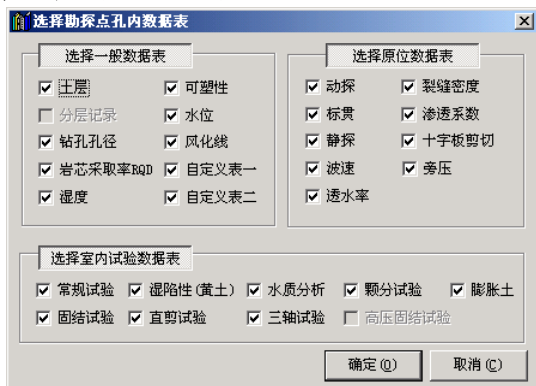 选择勘探点孔内数据表
选择一般数据表
土层 可塑性
分层记录 水位
钻孔孔径 风化线
岩芯采取率RQD 自定义表一
湿度 自定义表二
选择原位数据表
动探 裂缝密度
标贯 渗透系数
静探 十字板剪切
波速 旁压
透水率
选择室内试验数据表
常规试验 湿陷性(黄土) 水质分析 颗分试验 膨胀土
固结试验 直剪试验 三轴试验 高压固结试验
确定(O) 取消(C)